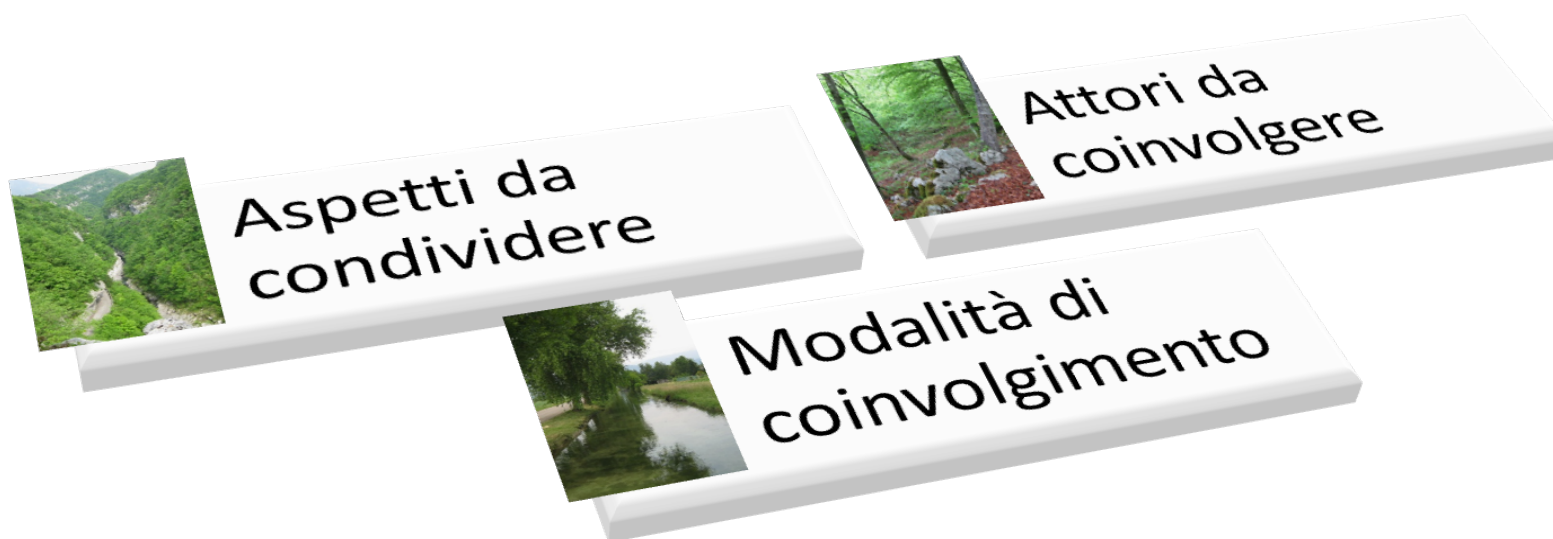 Aspetti da
condividere
Attori da
coinvolgere
Modalità di
coinvolgimento